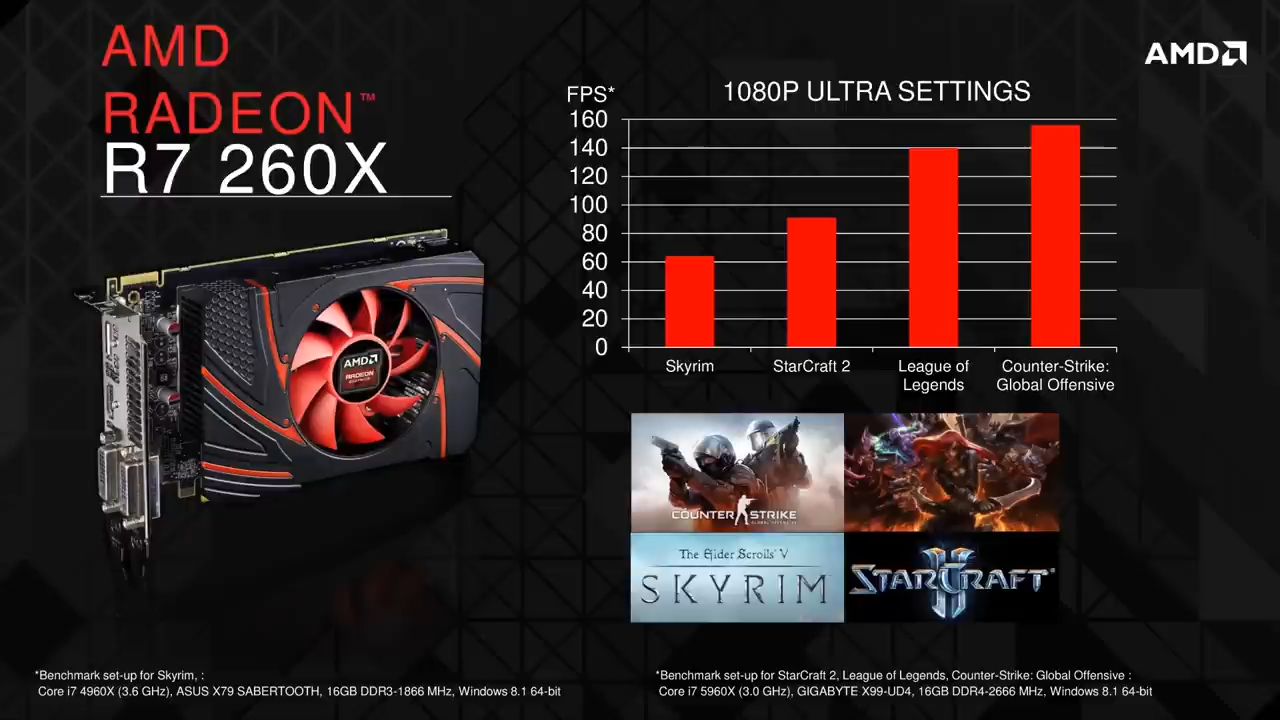 AMD
RADEON™
R7 260X
AMD
FPS*
1080P ULTRA SETTINGS
160
140
120
100
80
60
40
20
0
Skyrim
StarCraft 2
League of
Legends
Counter-Strike:
Global Offensive
AMD
RADEON
COUNTER STRIKE
GLOBAL OFFENSIVE
The Elder Scrolls V
SKYRIM
STARCRAFT
II
*Benchmark set-up for Skyrim, :
Core i7 4960X (3.6 GHz), ASUS X79 SABERTOOTH, 16GB DDR3-1866 MHz, Windows 8.1 64-bit
*Benchmark set-up for StarCraft 2, League of Legends, Counter-Strike: Global Offensive :
Core i7 5960X (3.0 GHz), GIGABYTE X99-UD4, 16GB DDR4-2666 MHz, Windows 8.1 64-bit